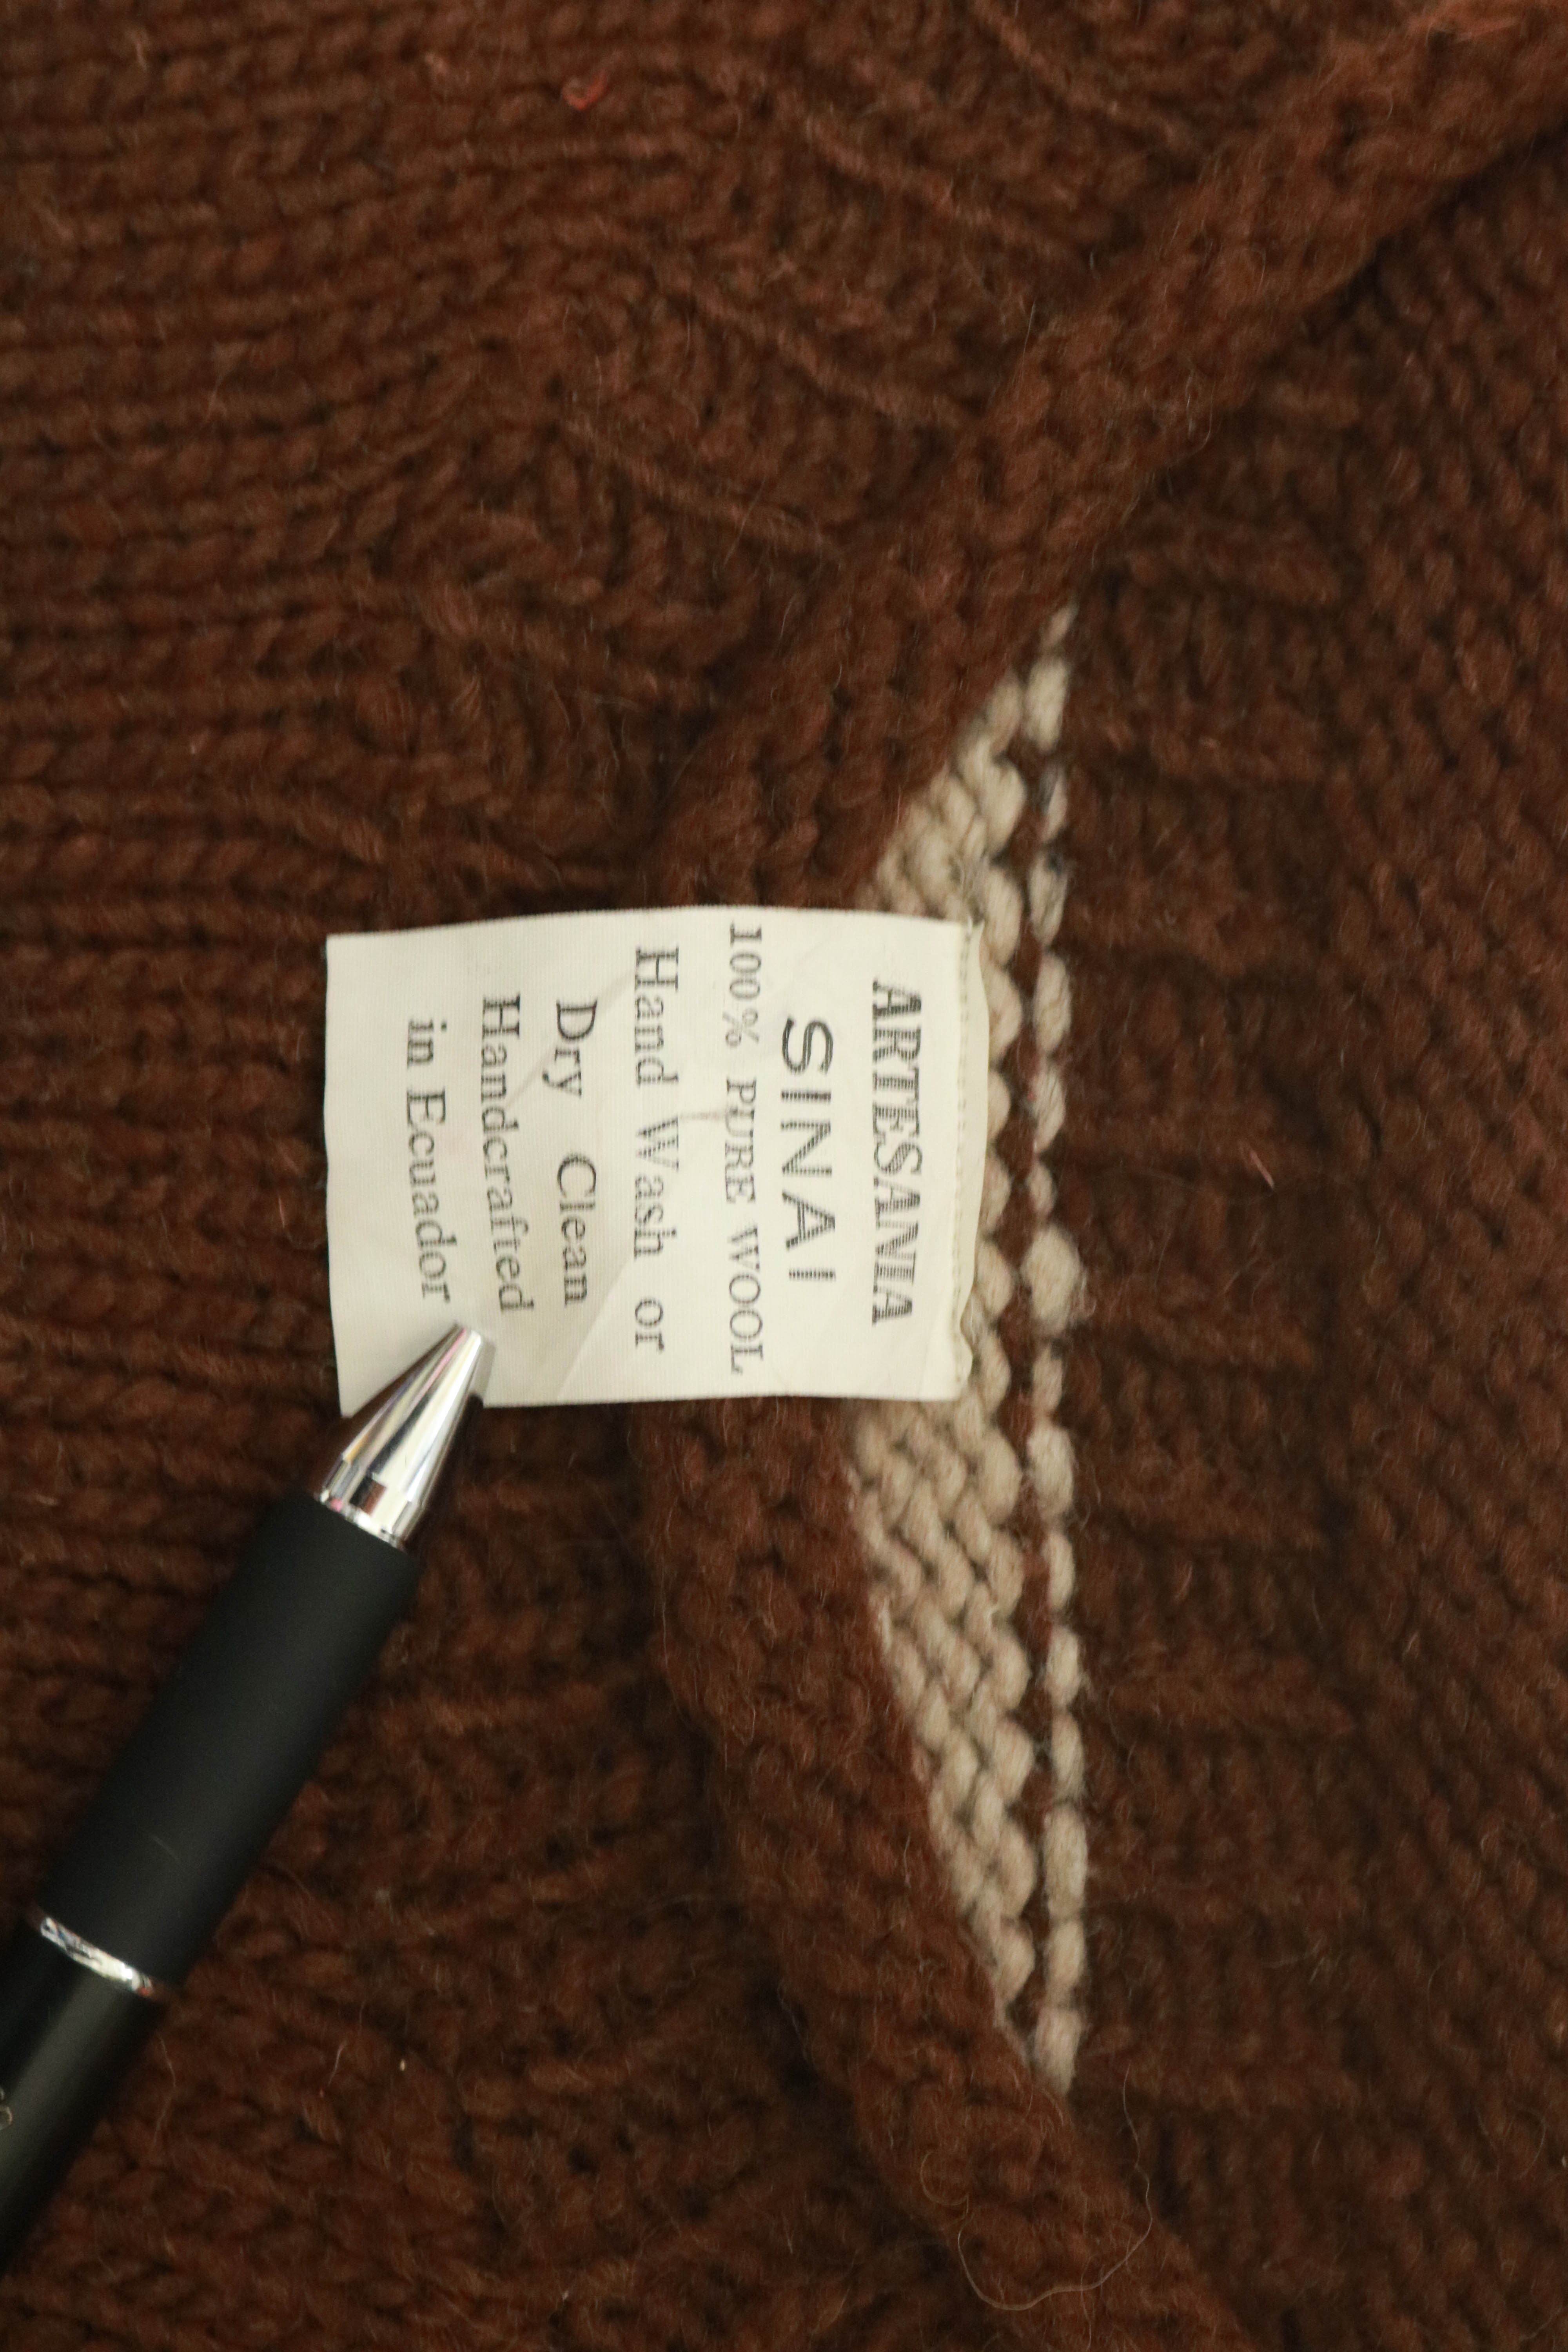 ARTESANIA
SINAI
100% PURE WOOL
Hand Wash or
Dry Clean
Handcrafted
in Ecuador